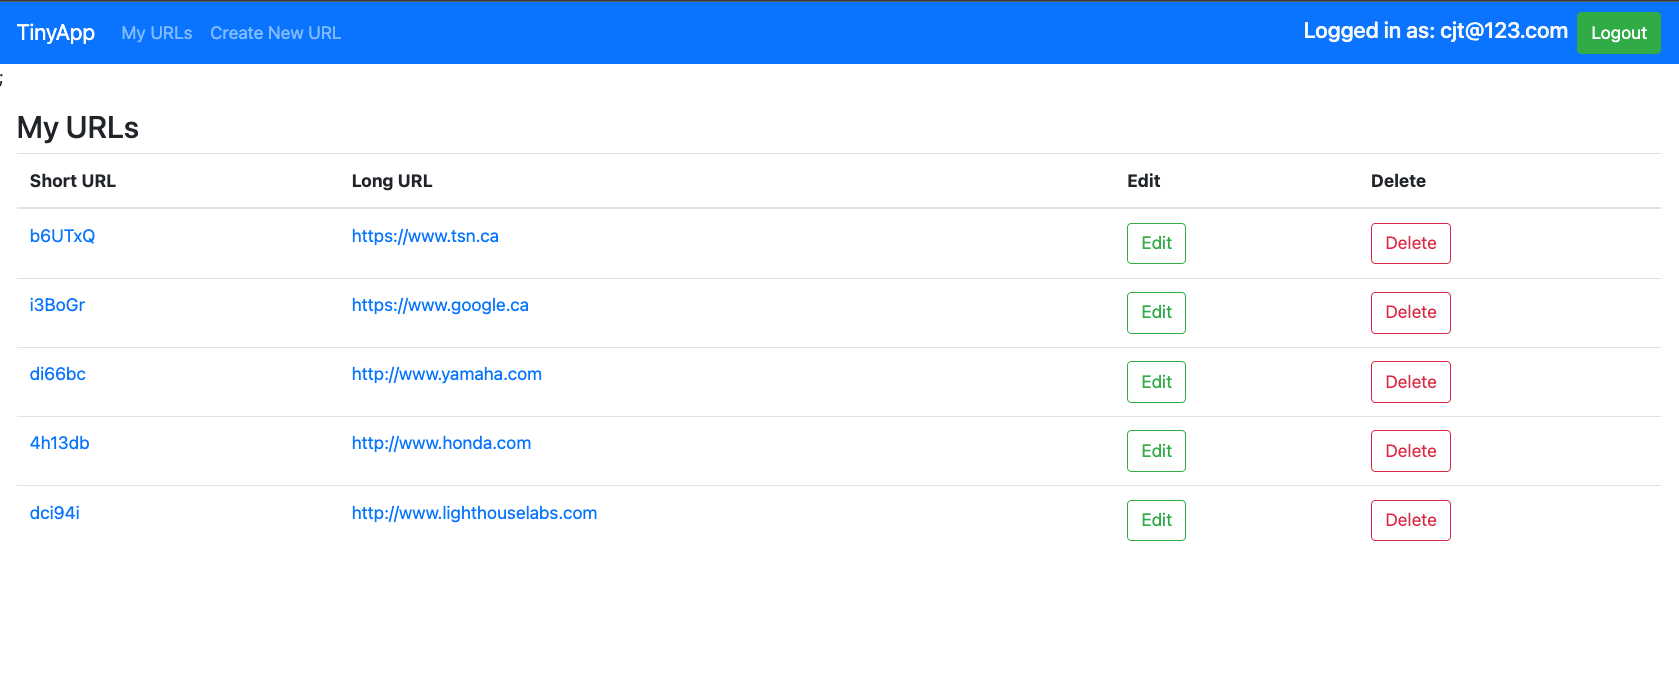 TinyApp My URLs Create New URL Logged in as: cjt@123.com Logout
;
My URLs
Short URL Long URL Edit Delete
b6UTxQ https://www.tsn.ca Edit Delete
i3BoGr https://www.google.ca Edit Delete
di66bc http://www.yamaha.com Edit Delete
4h13db http://www.honda.com Edit Delete
dci94i http://www.lighthouselabs.com Edit Delete